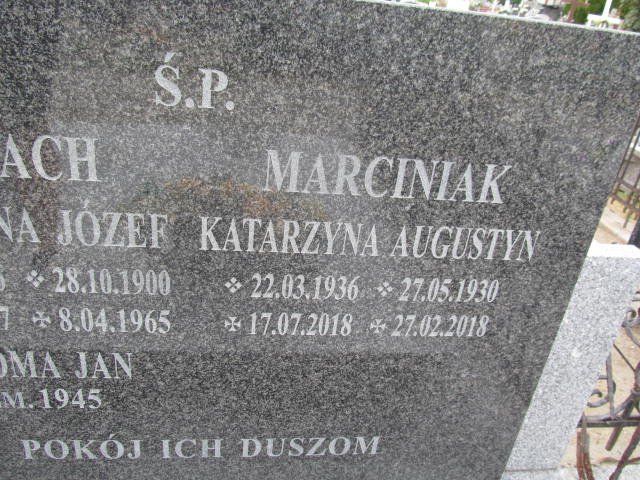 Ś.P.
ACH MARCINIAK
NA JÓZEF KATARZYNA AUGUSTYN
28.10.1900 22.03.1936 27.05.1930
7 8.04.1965 17.07.2018 27.02.2018
OMA JAN
M.1945
POKÓJ ICH DUSZOM